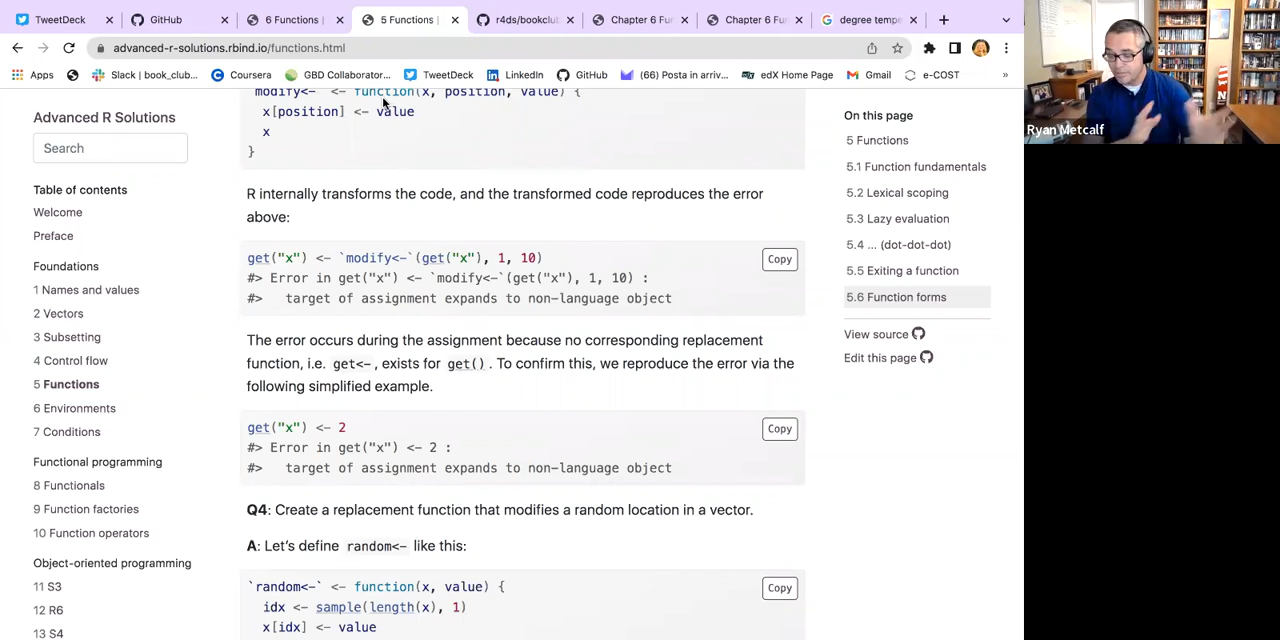 TweetDeck
GitHub
6 Functions
5 Functions
r4ds/bookclu
Chapter 6 Fu
Chapter 6 Fu
degree tempe
advanced-r-solutions.rbind.io/functions.html
Apps
Slack | book_club...
Coursera
GBD Collaborator...
TweetDeck
LinkedIn
GitHub
(66) Posta in arriv...
edX Home Page
Gmail
e-COST
»
Ryan Metcalf
Advanced R Solutions
Search
Table of contents
Welcome
Preface
Foundations
1 Names and values
2 Vectors
3 Subsetting
4 Control flow
5 Functions
6 Environments
7 Conditions
Functional programming
8 Functionals
9 Function factories
10 Function operators
Object-oriented programming
11 S3
12 R6
13 S4
`modify<-` <- function(x, position, value) {
x[position] <- value
x
}
R internally transforms the code, and the transformed code reproduces the error
above:
get("x") <- `modify<-`(get("x"), 1, 10)
#> Error in get("x") <- `modify<-`(get("x"), 1, 10) :
#>   target of assignment expands to non-language object
Copy
The error occurs during the assignment because no corresponding replacement
function, i.e. get<-, exists for get(). To confirm this, we reproduce the error via the
following simplified example.
get("x") <- 2
#> Error in get("x") <- 2 :
#>   target of assignment expands to non-language object
Copy
Q4: Create a replacement function that modifies a random location in a vector.
A: Let's define random<- like this:
`random<-` <- function(x, value) {
idx <- sample(length(x), 1)
x[idx] <- value
Copy
On this page
5 Functions
5.1 Function fundamentals
5.2 Lexical scoping
5.3 Lazy evaluation
5.4 ... (dot-dot-dot)
5.5 Exiting a function
5.6 Function forms
View source
Edit this page